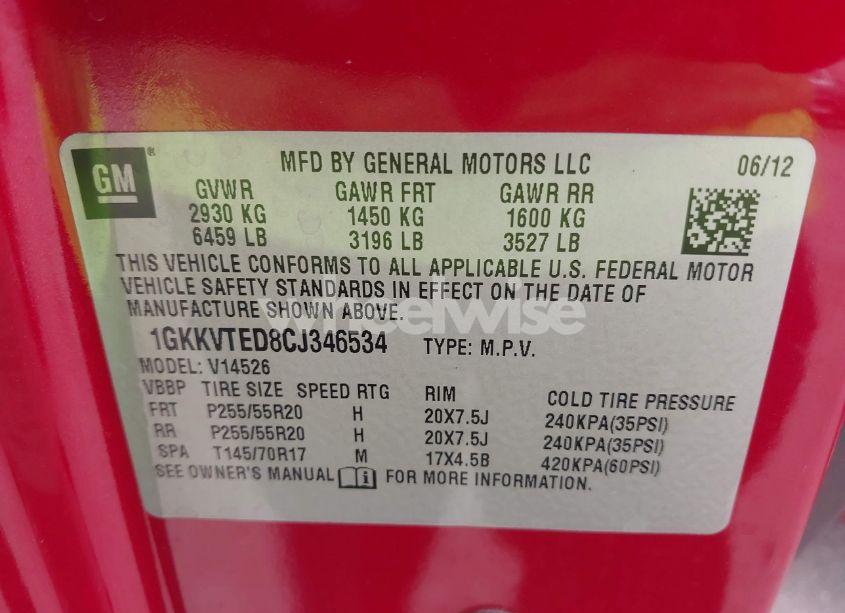 GM
MFD BY GENERAL MOTORS LLC 06/12
GVWR GAWR FRT GAWR RR
2930 KG 1450 KG 1600 KG
6459 LB 3196 LB 3527 LB
THIS VEHICLE CONFORMS TO ALL APPLICABLE U.S. FEDERAL MOTOR
VEHICLE SAFETY STANDARDS IN EFFECT ON THE DATE OF
MANUFACTURE SHOWN ABOVE.
wheelwise
1GKKVTED8CJ346534 TYPE: M.P.V.
MODEL: V14526
VBBP TIRE SIZE SPEED RTG RIM COLD TIRE PRESSURE
FRT P255/55R20 H 20X7.5J 240KPA(35PSI)
RR P255/55R20 H 20X7.5J 240KPA(35PSI)
SPA T145/70R17 M 17X4.5B 420KPA(60PSI)
SEE OWNER'S MANUAL FOR MORE INFORMATION.